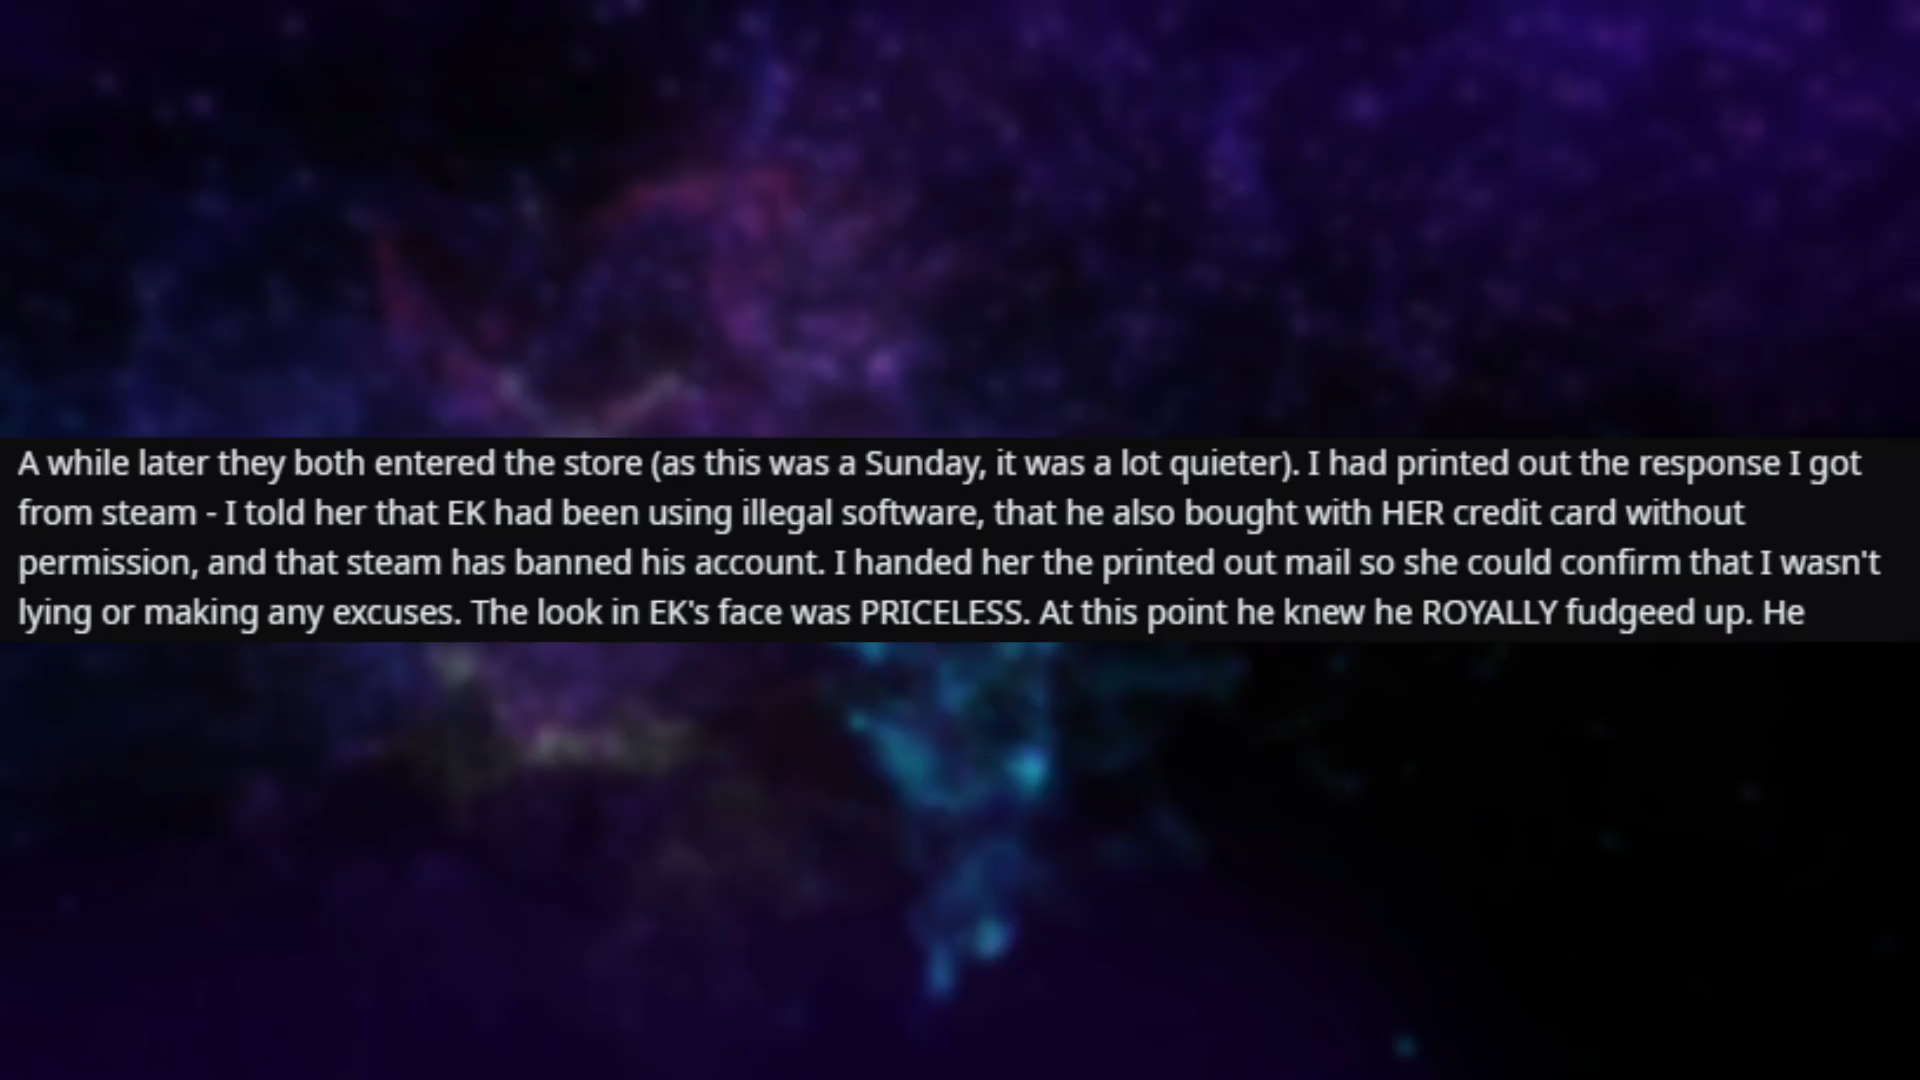 A while later they both entered the store (as this was a Sunday, it was a lot quieter). I had printed out the response I got
from steam - I told her that EK had been using illegal software, that he also bought with HER credit card without
permission, and that steam has banned his account. I handed her the printed out mail so she could confirm that I wasn't
lying or making any excuses. The look in EK's face was PRICELESS. At this point he knew he ROYALLY fudgeed up. He